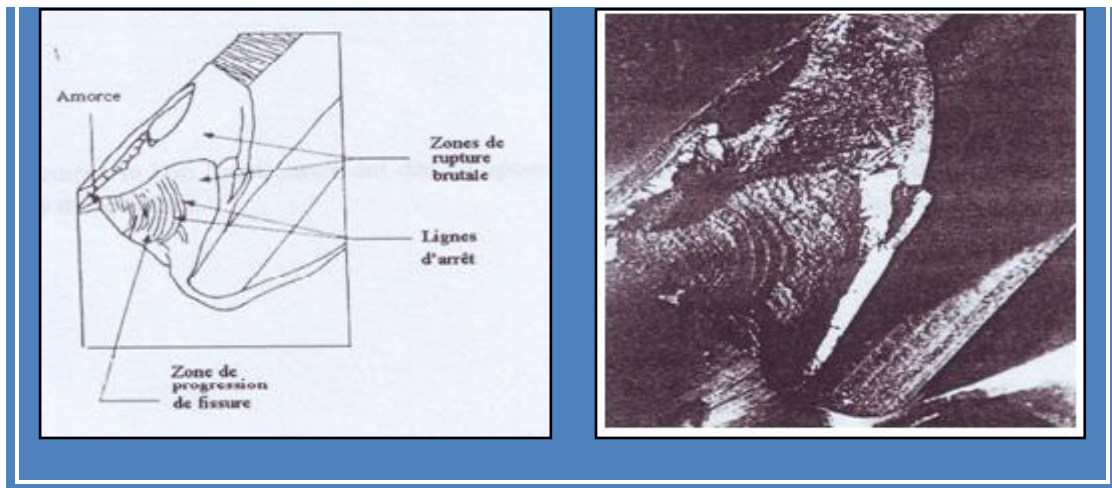 Amorce
Zones de
rupture
brutale
Lignes
d'arrêt
Zone de
progression
de fissure